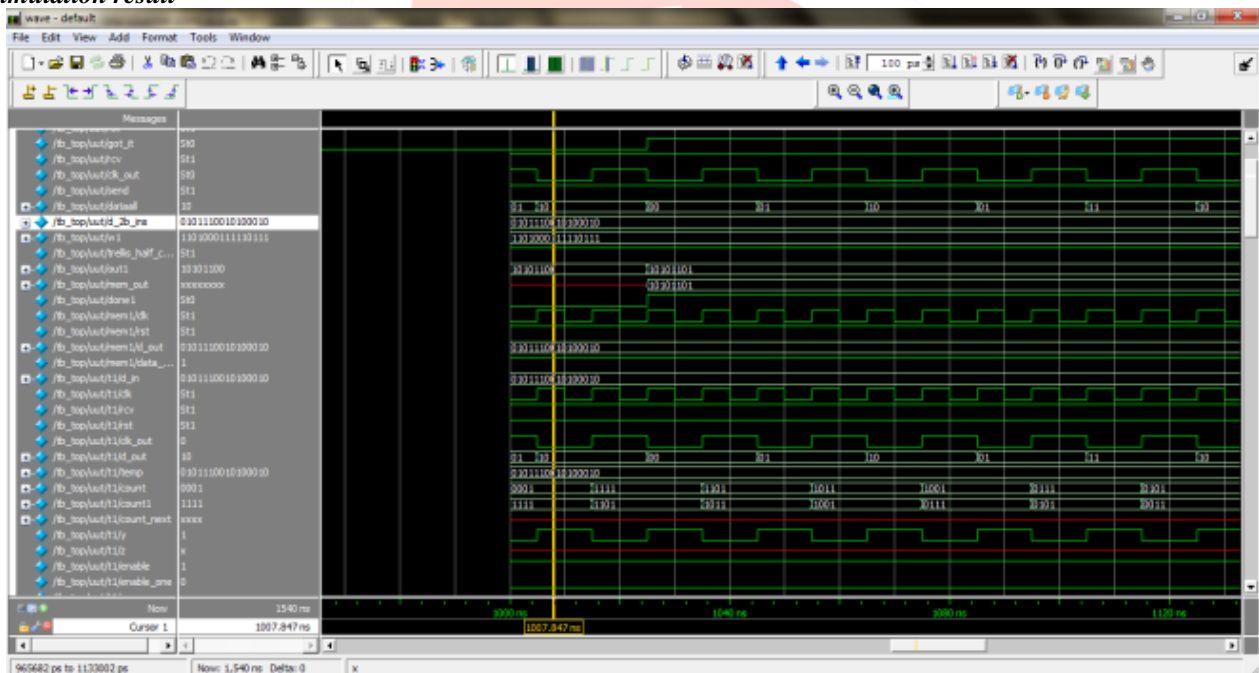 mulation result
wave - default
File Edit View Add Format Tools Window
100 ps
Messages
/tb_top/uut/got_it St0
/tb_top/uut/rcv St1
/tb_top/uut/clk_out St0
/tb_top/uut/send St1
/tb_top/uut/dataall 10 01 10 00 01 10 01 11 10
/tb_top/uut/d_2b_ins 0101110010100010
/tb_top/uut/w1 1101000111110111
/tb_top/uut/trellis_half_c... St1
/tb_top/uut/out1 10101100 10101101
/tb_top/uut/mem_out xxxxxxxx 10101101
/tb_top/uut/done1 St0
/tb_top/uut/mem1/clk St1
/tb_top/uut/mem1/rst St1
/tb_top/uut/mem1/d_out 0101110010100010
/tb_top/uut/mem1/data_... 1
/tb_top/uut/t1/d_in 0101110010100010
/tb_top/uut/t1/clk St1
/tb_top/uut/t1/rcv St1
/tb_top/uut/t1/rst St1
/tb_top/uut/t1/clk_out 0
/tb_top/uut/t1/d_out 10 01 10 00 01 10 01 11 10
/tb_top/uut/t1/temp 0101110010100010
/tb_top/uut/t1/count 0001 0001 1111 1101 1011 1001 0111 0101
/tb_top/uut/t1/count1 1111 1111 1101 1011 1001 0111 0101 0011
/tb_top/uut/t1/count_next xxxx
/tb_top/uut/t1/y 1
/tb_top/uut/t1/z x
/tb_top/uut/t1/enable 1
/tb_top/uut/t1/enable_one 0
Now 1540 ns 1000 ns 1040 ns 1080 ns 1120 ns
Cursor 1 1007.847 ns 1007.847 ns
965682 ps to 1133002 ps Now: 1,540 ns Delta: 0 x